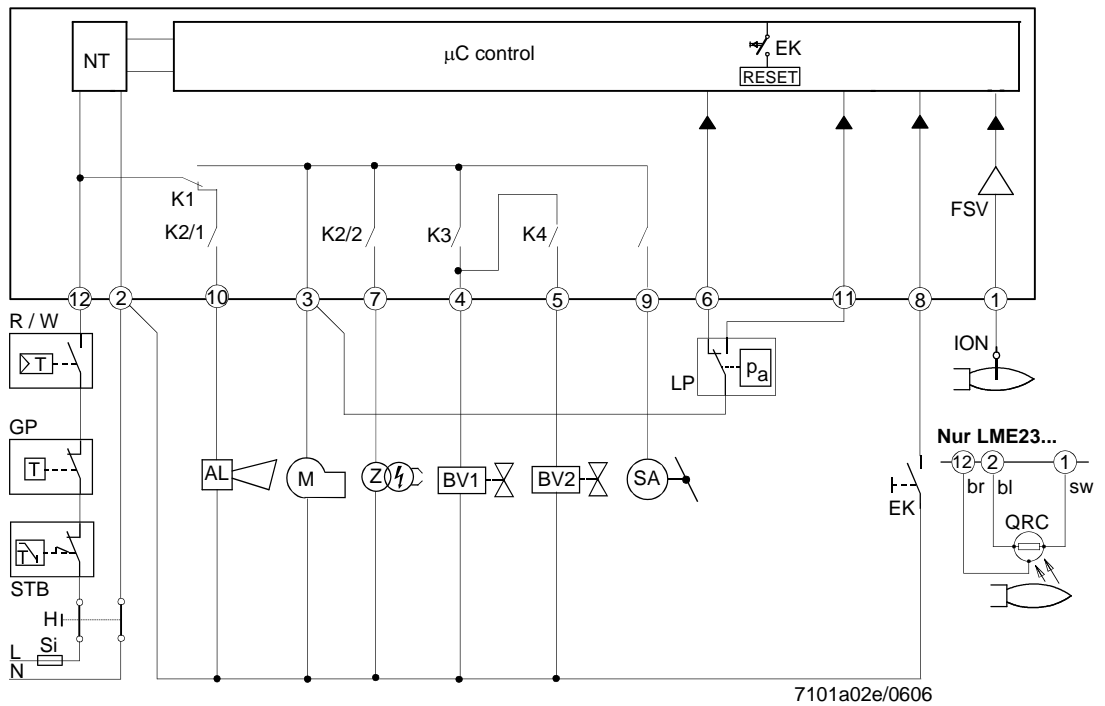 NT
μC control
EK
RESET
K1
FSV
K2/1
K2/2
K3
K4
12
2
10
3
7
4
5
9
6
11
8
1
R / W
T
LP
pa
ION
GP
T
Nur LME23...
AL
M
Z
BV1
BV2
SA
12
2
1
br
bl
sw
EK
QRC
T
STB
H
Si
L
N
7101a02e/0606